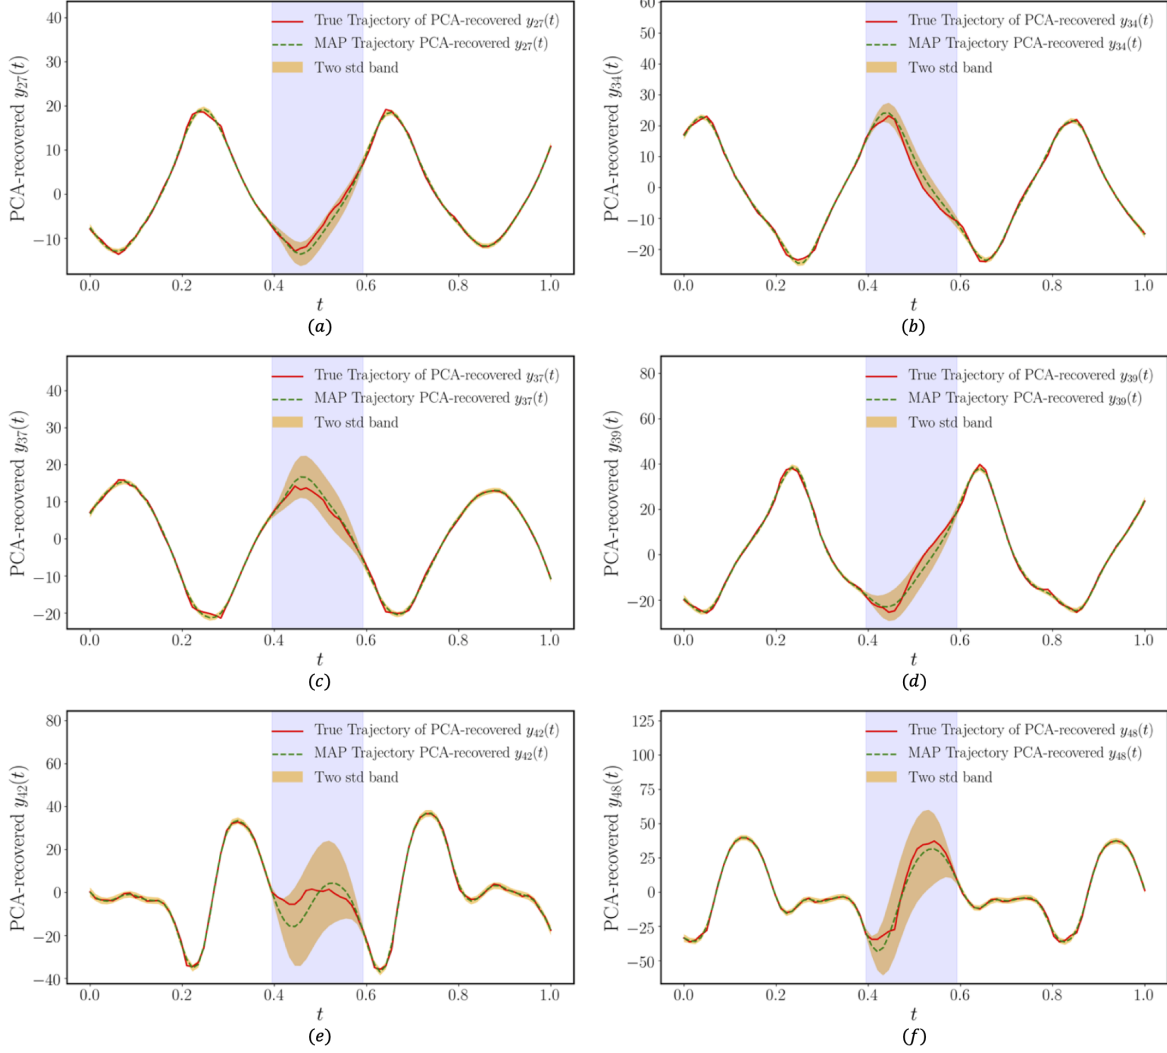 True Trajectory of PCA-recovered y27(t)
MAP Trajectory PCA-recovered y27(t)
Two std band
PCA-recovered y27(t)
40
30
20
10
0
−10
0.0 0.2 0.4 0.6 0.8 1.0
t
(a)
True Trajectory of PCA-recovered y34(t)
MAP Trajectory PCA-recovered y34(t)
Two std band
PCA-recovered y34(t)
60
50
40
30
20
10
0
−10
−20
0.0 0.2 0.4 0.6 0.8 1.0
t
(b)
True Trajectory of PCA-recovered y37(t)
MAP Trajectory PCA-recovered y37(t)
Two std band
PCA-recovered y37(t)
40
30
20
10
0
−10
−20
0.0 0.2 0.4 0.6 0.8 1.0
t
(c)
True Trajectory of PCA-recovered y39(t)
MAP Trajectory PCA-recovered y39(t)
Two std band
PCA-recovered y39(t)
80
60
40
20
0
−20
0.0 0.2 0.4 0.6 0.8 1.0
t
(d)
True Trajectory of PCA-recovered y42(t)
MAP Trajectory PCA-recovered y42(t)
Two std band
PCA-recovered y42(t)
80
60
40
20
0
−20
−40
0.0 0.2 0.4 0.6 0.8 1.0
t
(e)
True Trajectory of PCA-recovered y48(t)
MAP Trajectory PCA-recovered y48(t)
Two std band
PCA-recovered y48(t)
125
100
75
50
25
0
−25
−50
0.0 0.2 0.4 0.6 0.8 1.0
t
(f)